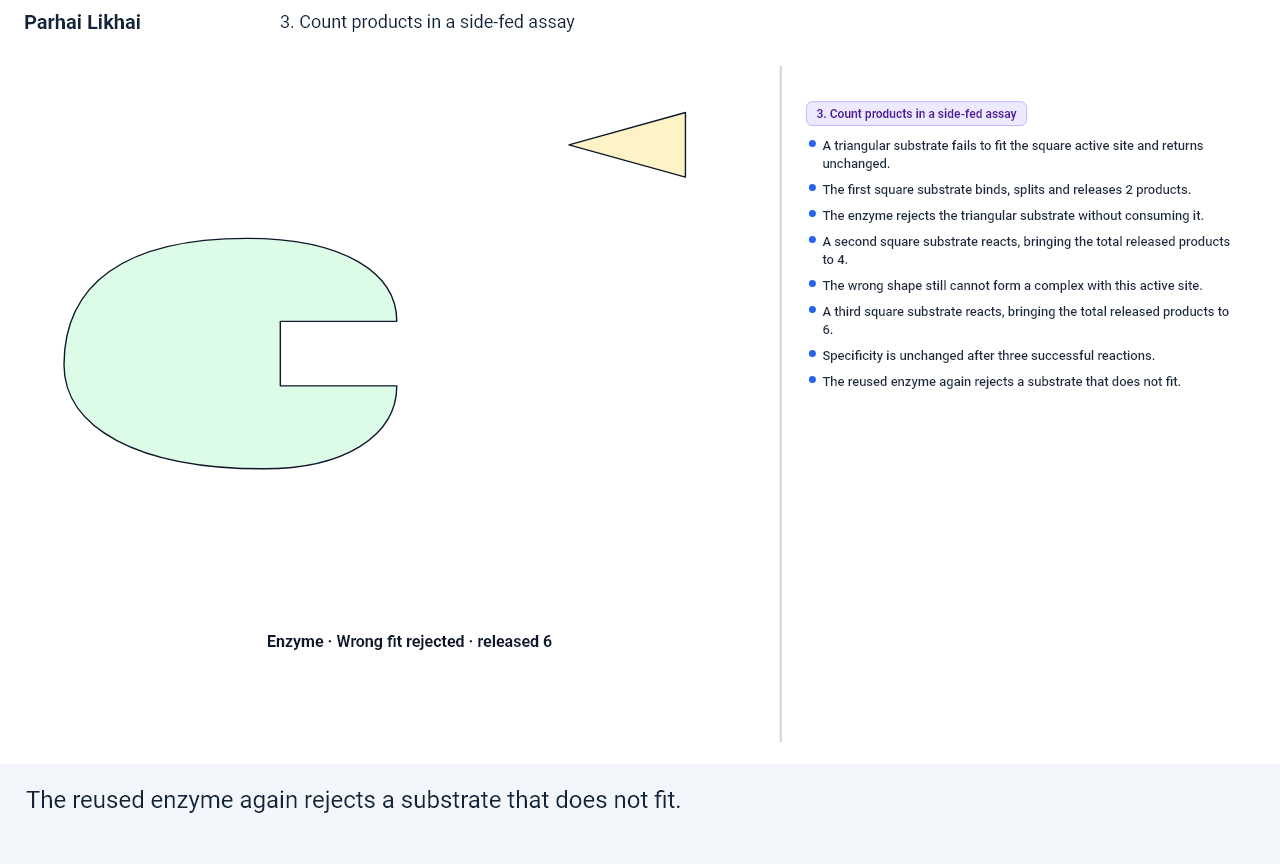 Parhai Likhai
3. Count products in a side-fed assay
3. Count products in a side-fed assay
A triangular substrate fails to fit the square active site and returns
unchanged.
The first square substrate binds, splits and releases 2 products.
The enzyme rejects the triangular substrate without consuming it.
A second square substrate reacts, bringing the total released products
to 4.
The wrong shape still cannot form a complex with this active site.
A third square substrate reacts, bringing the total released products to
6.
Specificity is unchanged after three successful reactions.
The reused enzyme again rejects a substrate that does not fit.
Enzyme · Wrong fit rejected · released 6
The reused enzyme again rejects a substrate that does not fit.